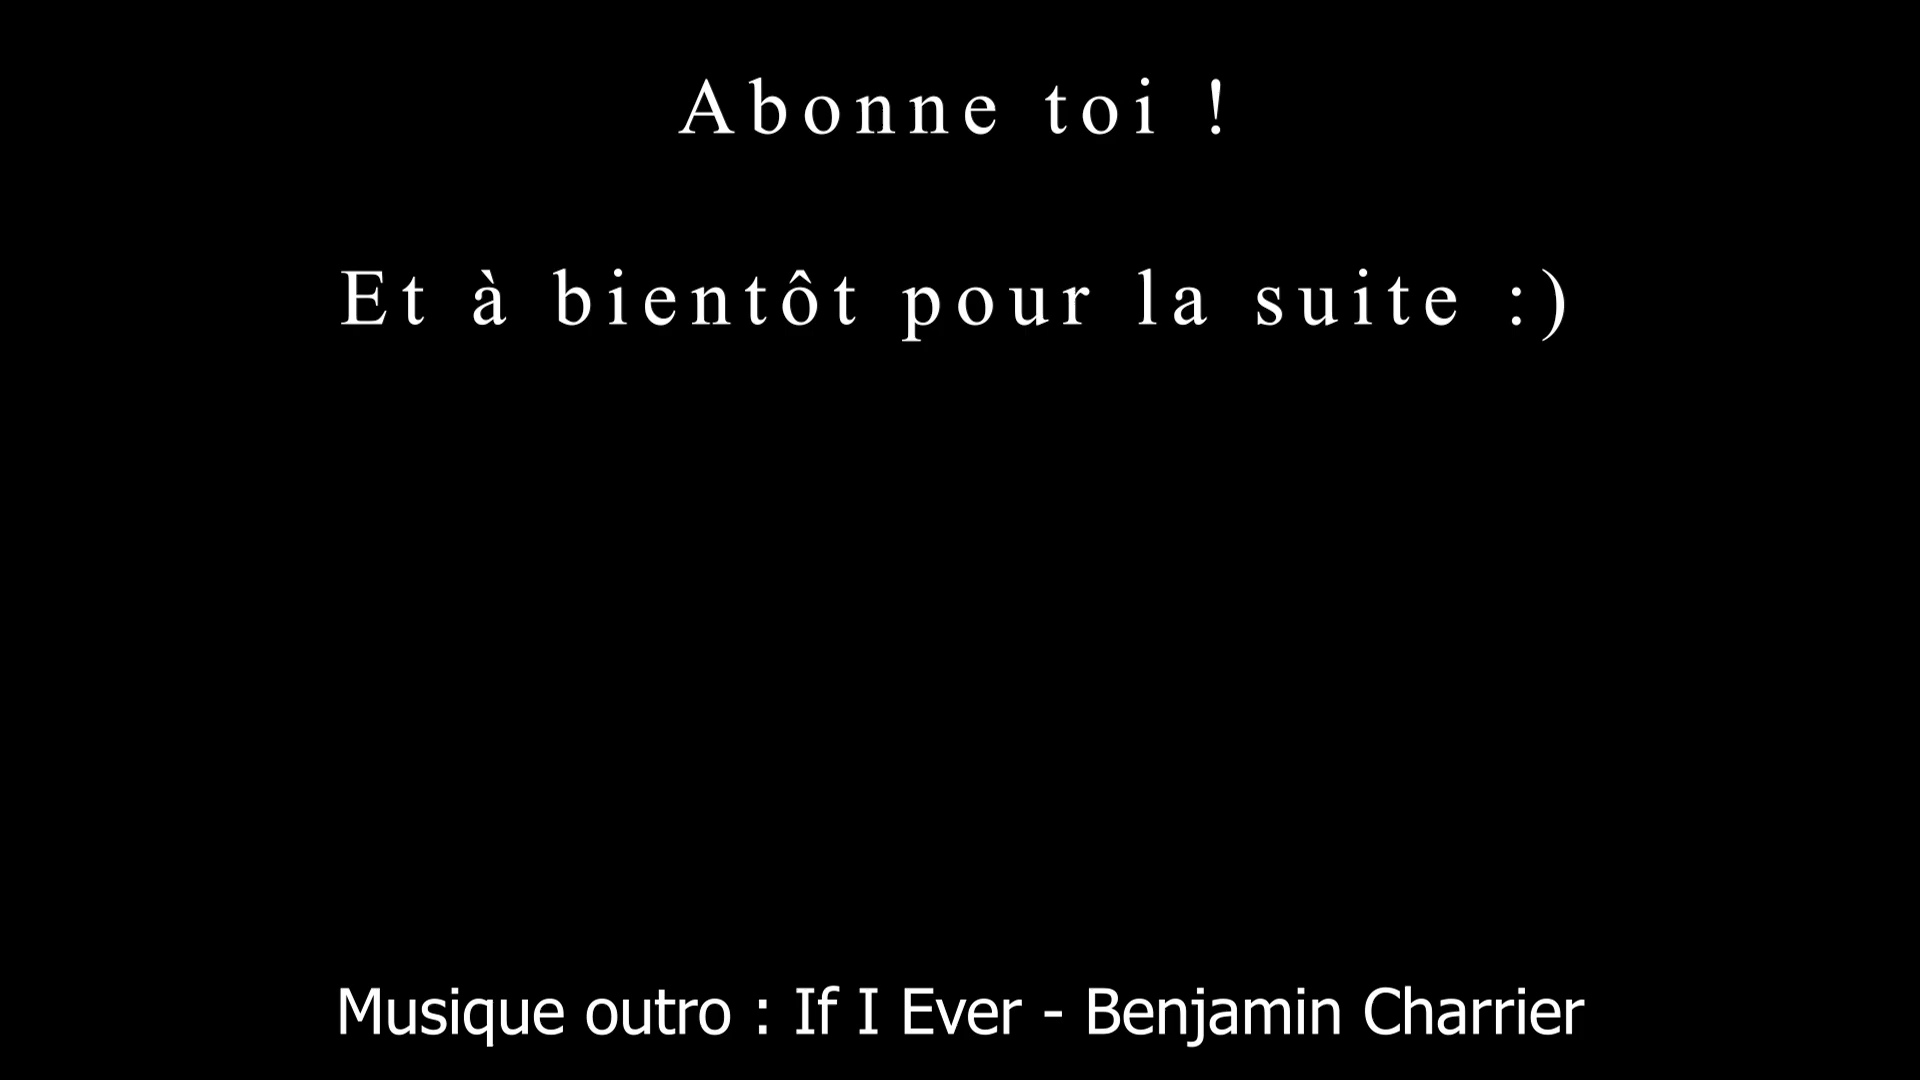 Abonne toi !
Et à bientôt pour la suite :)
Musique outro : If I Ever - Benjamin Charrier